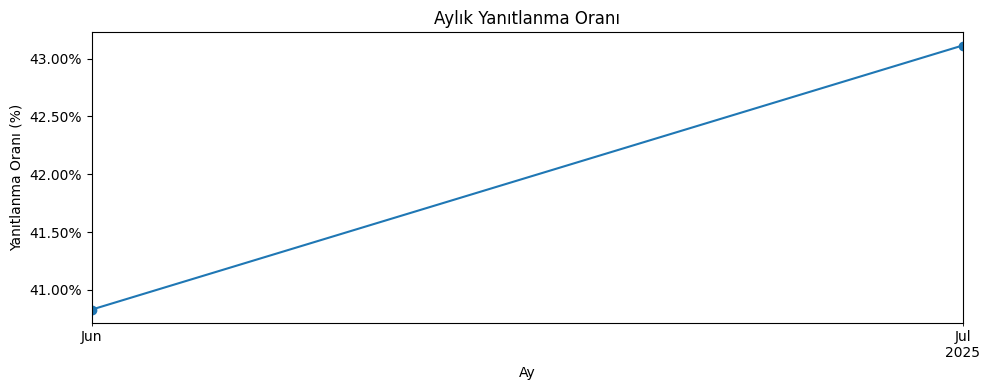 Aylık Yanıtlanma Oranı
Yanıtlanma Oranı (%)
43.00%
42.50%
42.00%
41.50%
41.00%
Jun
Jul
2025
Ay